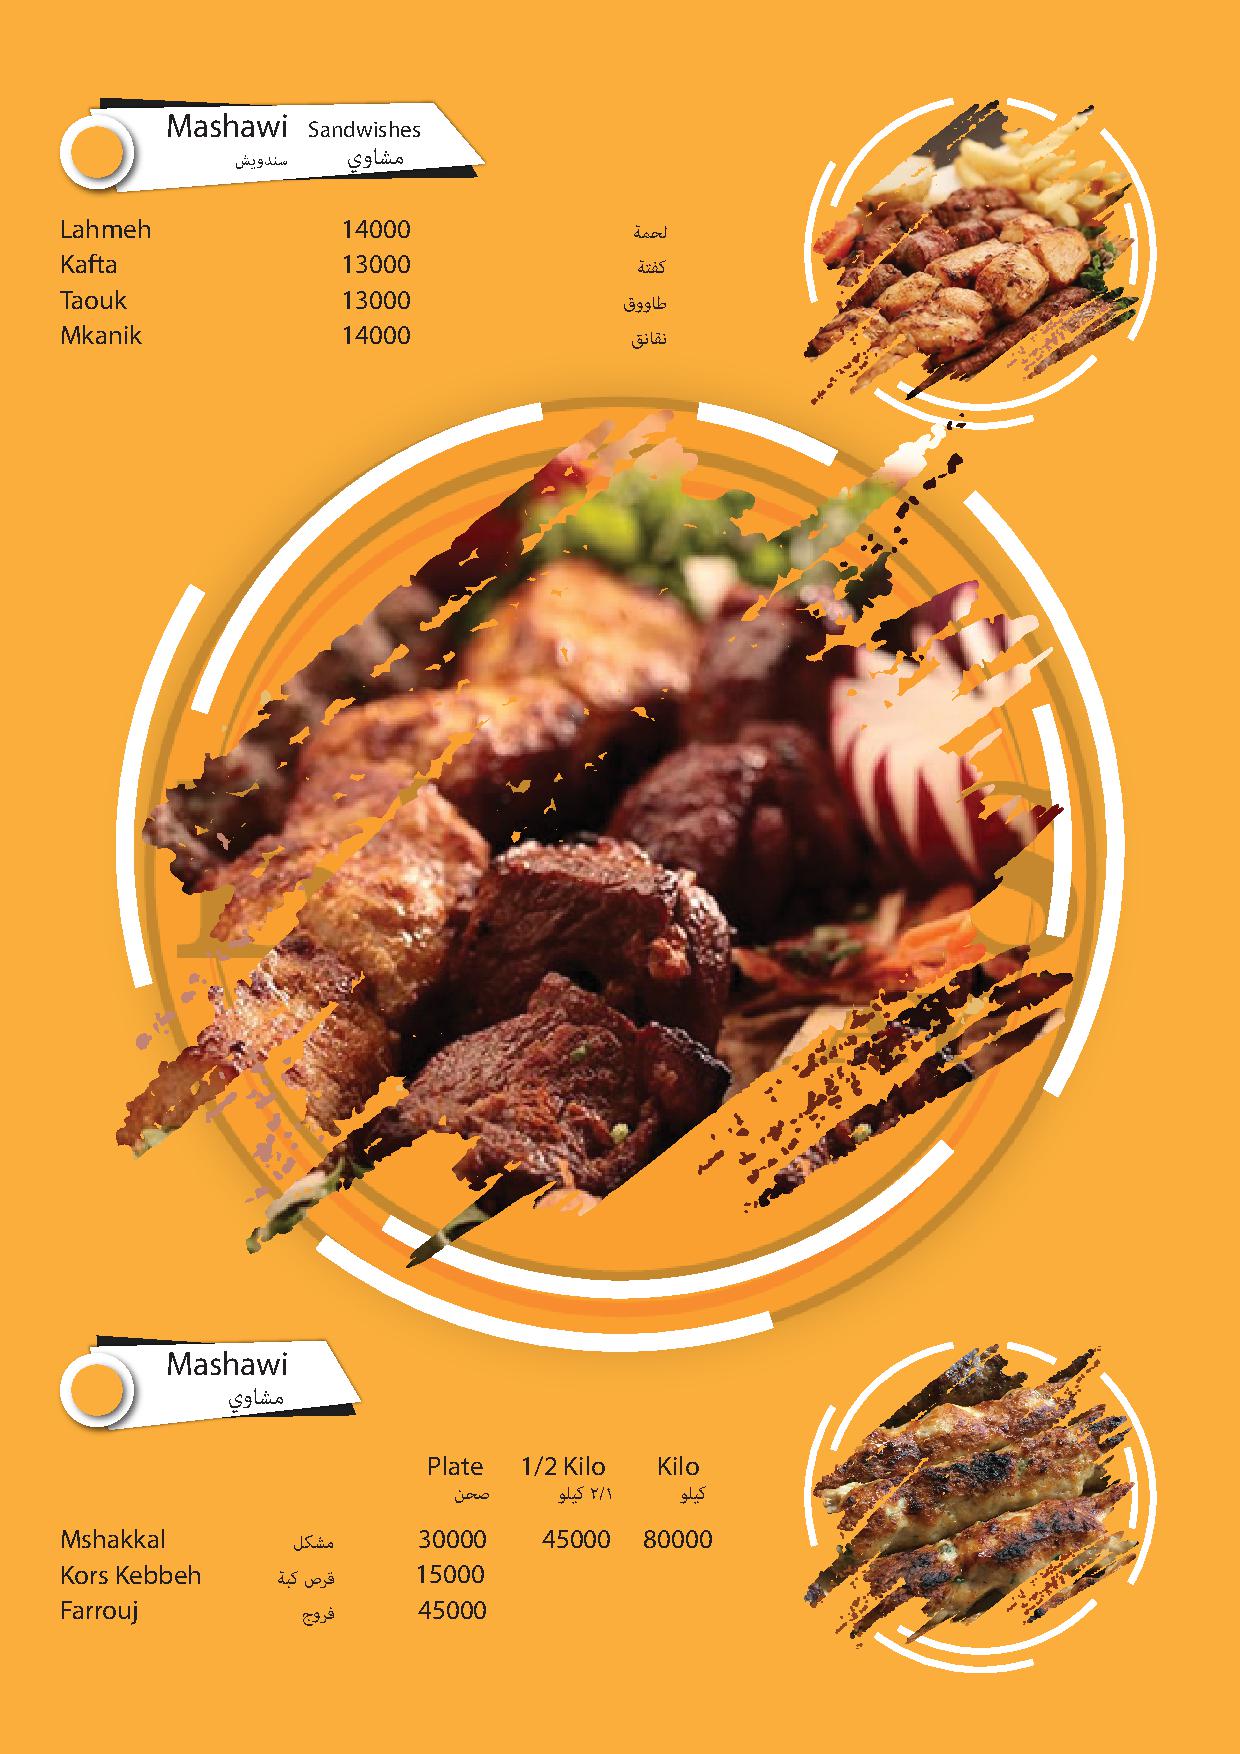 Mashawi Sandwishes
سندويش مشاوي
Lahmeh 14000 لحمة
Kafta 13000 كفتة
Taouk 13000 طاووق
Mkanik 14000 نقانق
Mashawi
مشاوي
Plate 1/2 Kilo Kilo
صحن ٢/١ كيلو كيلو
Mshakkal مشكل 30000 45000 80000
Kors Kebbeh قرص كبة 15000
Farrouj فروج 45000